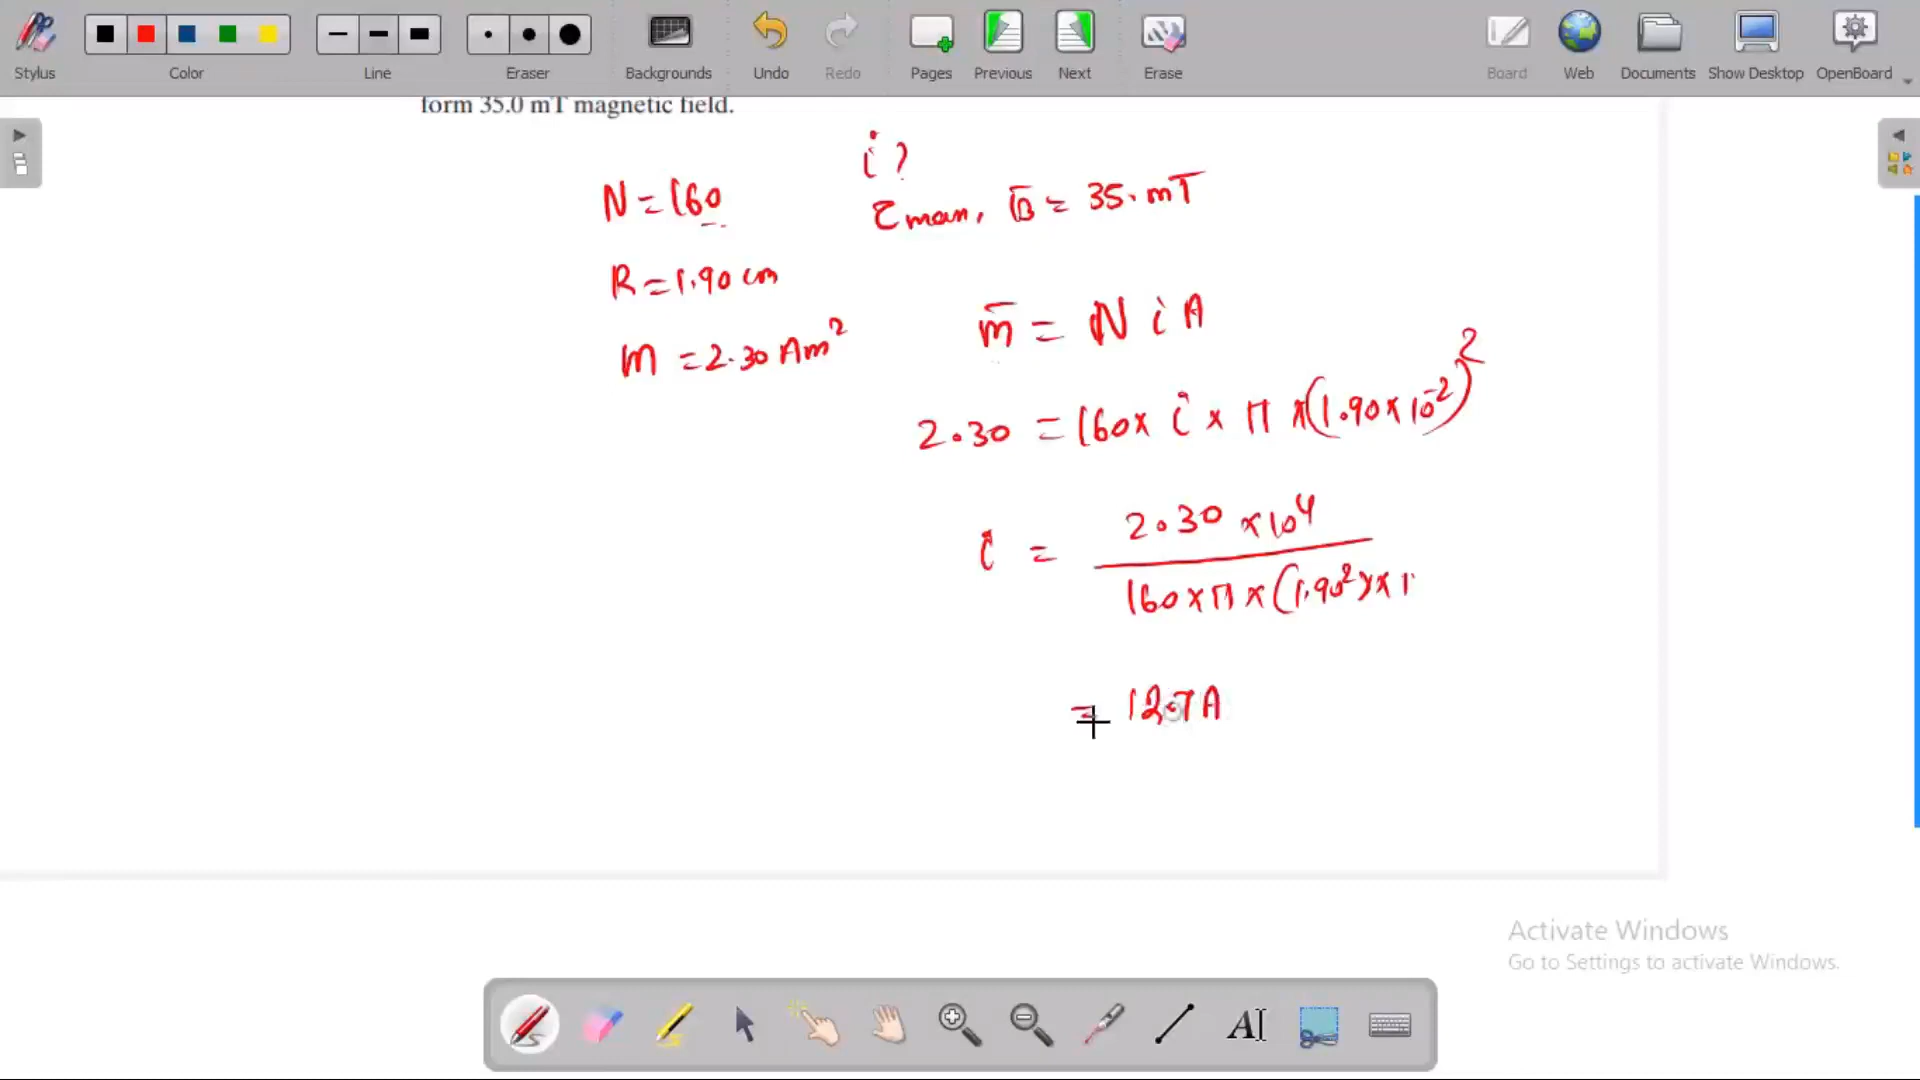 Stylus Color Line Eraser Backgrounds Undo Redo Pages Previous Next Erase Board Web Documents Show Desktop OpenBoard
form 35.0 mT magnetic field.
i ?
N = 160
τman, B̄ = 35. mT
R = 1.90 cm
m̄ = N i A
M = 2.30 Am²
2.30 = 160 × i × π × (1.90 × 10⁻²)²
i = 2.30 × 10⁴
160 × π × (1.90²) × 1
= 12.7 A
Activate Windows
Go to Settings to activate Windows.